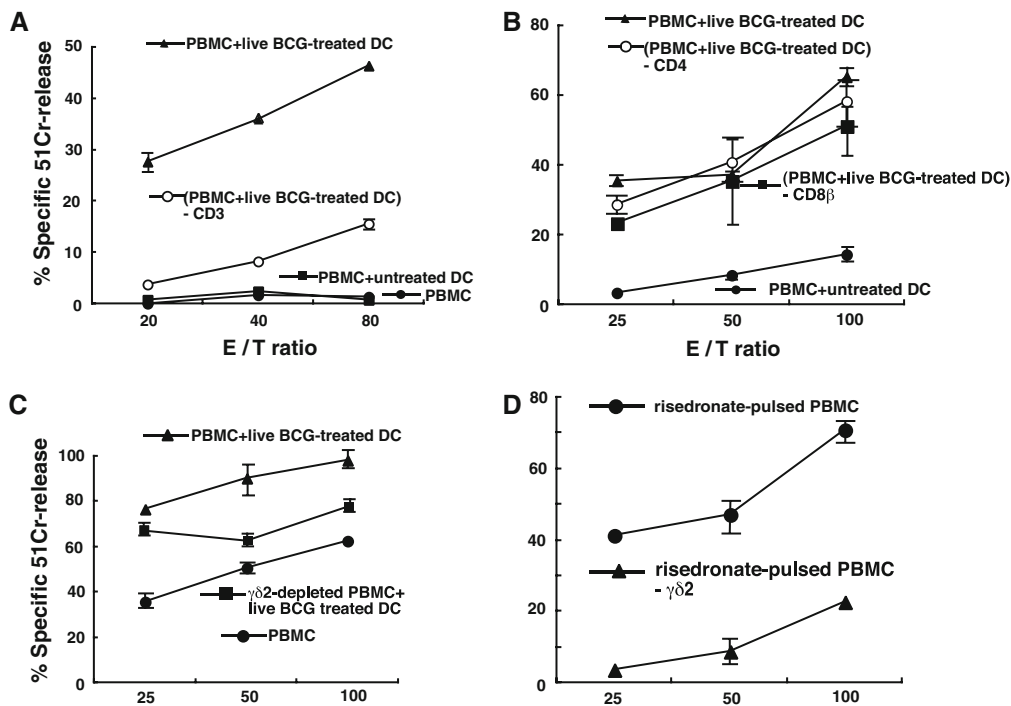 A
PBMC+live BCG-treated DC
(PBMC+live BCG-treated DC)
- CD3
PBMC+untreated DC
PBMC
% Specific 51Cr-release
50
40
30
20
10
0
20
40
80
E / T ratio
B
PBMC+live BCG-treated DC
(PBMC+live BCG-treated DC)
- CD4
(PBMC+live BCG-treated DC)
- CD8β
PBMC+untreated DC
80
60
40
20
0
25
50
100
E / T ratio
C
PBMC+live BCG-treated DC
γδ2-depleted PBMC+
live BCG treated DC
PBMC
% Specific 51Cr-release
100
80
60
40
20
0
25
50
100
D
risedronate-pulsed PBMC
risedronate-pulsed PBMC
- γδ2
80
60
40
20
0
25
50
100